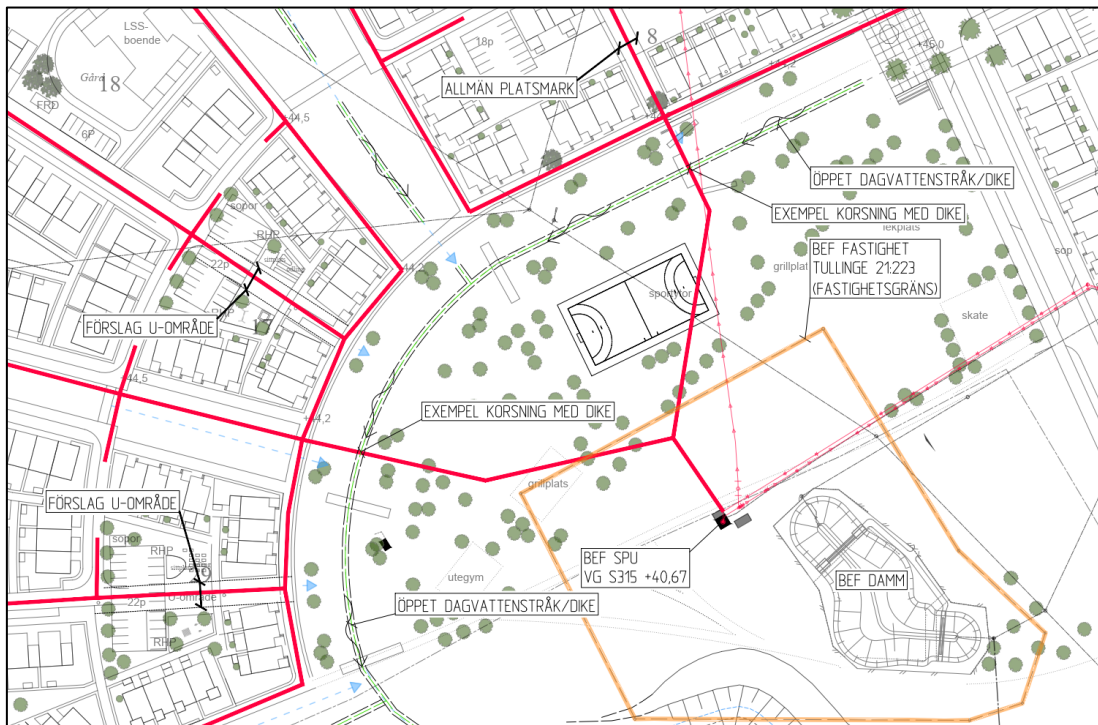 LSS-
boende
Gård
18
FRD
6P
18p
8
ALLMÄN PLATSMARK
+45,0
+44,5
ÖPPET DAGVATTENSTRÅK/DIKE
EXEMPEL KORSNING MED DIKE
lekplats
sopor
RHP
22p
BEF FASTIGHET
TULLINGE 21:223
(FASTIGHETSGRÄNS)
grillplats
sop
sportytor
skate
FÖRSLAG U-OMRÅDE
RHP
44,5
EXEMPEL KORSNING MED DIKE
+44,2
grillplats
FÖRSLAG U-OMRÅDE
sopor
RHP
BEF SPU
VG S315 +40,67
BEF DAMM
utegym
U-område
22p
ÖPPET DAGVATTENSTRÅK/DIKE
RHP